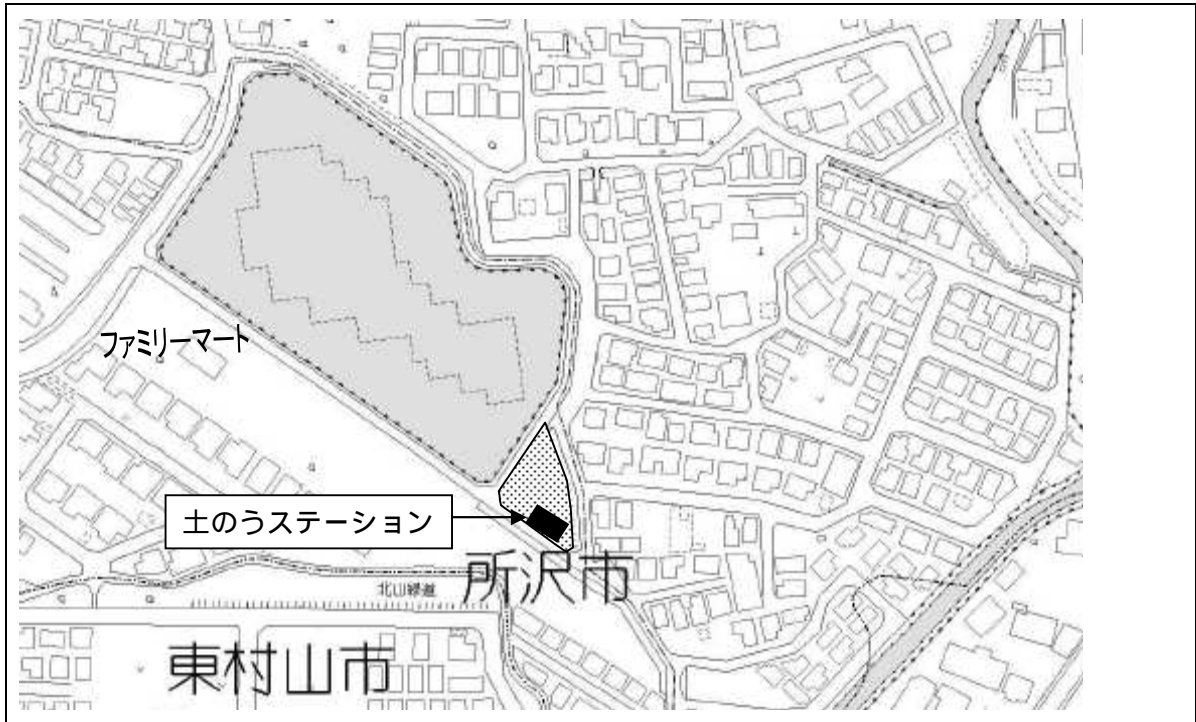 ファミリーマート
土のうステーション
所沢市
北山緑道
東村山市